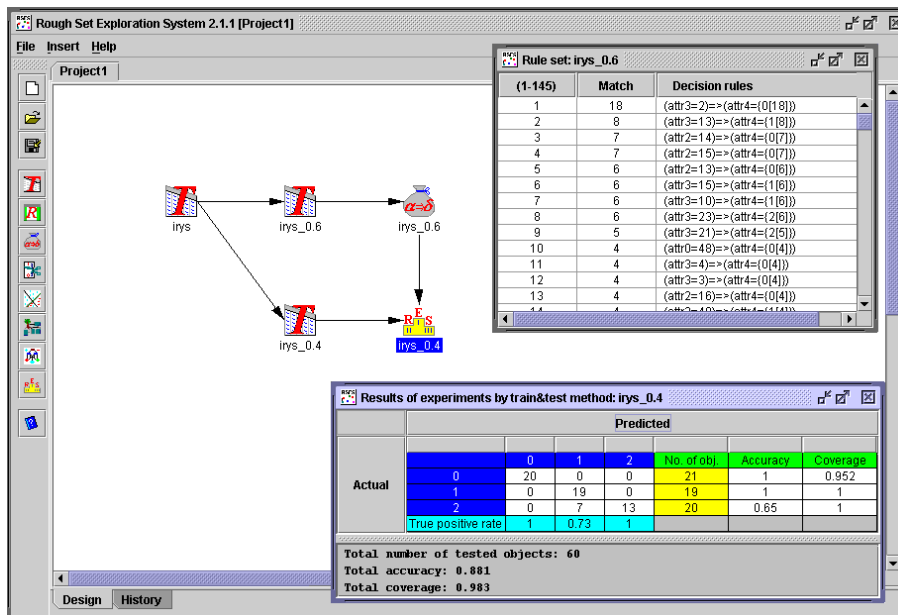 Rough Set Exploration System 2.1.1 [Project1]
File Insert Help
Project1
irys
irys_0.6
α⇒δ
irys_0.6
irys_0.4
RES
irys_0.4
Rule set: irys_0.6
(1-145) Match Decision rules
1 18 (attr3=2)=>(attr4={0[18]})
2 8 (attr3=13)=>(attr4={1[8]})
3 7 (attr2=14)=>(attr4={0[7]})
4 7 (attr2=15)=>(attr4={0[7]})
5 6 (attr2=13)=>(attr4={0[6]})
6 6 (attr3=15)=>(attr4={1[6]})
7 6 (attr3=10)=>(attr4={1[6]})
8 6 (attr3=23)=>(attr4={2[6]})
9 5 (attr3=21)=>(attr4={2[5]})
10 4 (attr0=48)=>(attr4={0[4]})
11 4 (attr3=4)=>(attr4={0[4]})
12 4 (attr3=3)=>(attr4={0[4]})
13 4 (attr2=16)=>(attr4={0[4]})
Results of experiments by train&test method: irys_0.4
Predicted
Actual
0 1 2 No. of obj. Accuracy Coverage
0 20 0 0 21 1 0.952
1 0 19 0 19 1 1
2 0 7 13 20 0.65 1
True positive rate 1 0.73 1
Total number of tested objects: 60
Total accuracy: 0.881
Total coverage: 0.983
Design History